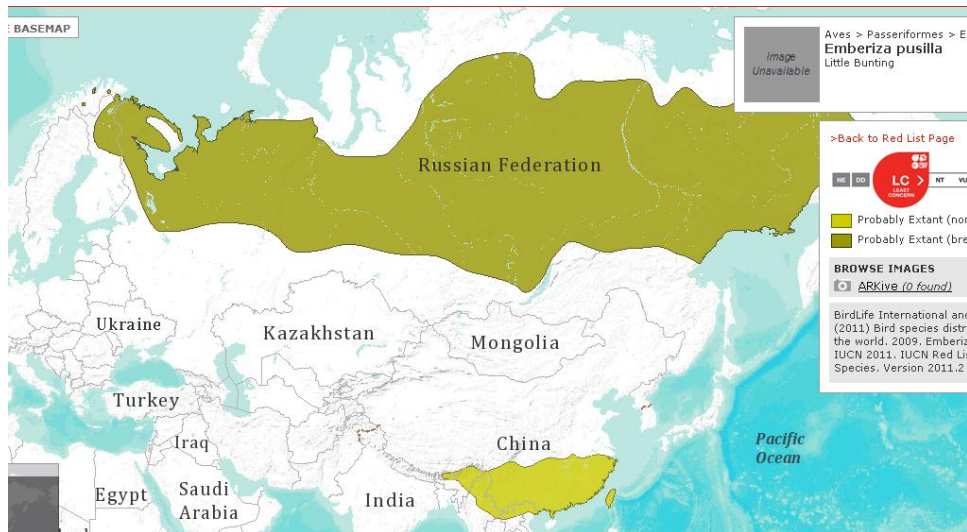 E BASEMAP
Aves > Passeriformes > E
Emberiza pusilla
Little Bunting
Image
Unavailable
>Back to Red List Page
NE DD LC > NT VU
LEAST
CONCERN
Probably Extant (nor
Probably Extant (bre
BROWSE IMAGES
ARKive (0 found)
BirdLife International and
(2011) Bird species distr
the world. 2009. Emberiz
IUCN 2011. IUCN Red Lis
Species. Version 2011.2
Russian Federation
Ukraine
Kazakhstan
Mongolia
Turkey
Iraq
China
Pacific
Ocean
Egypt
Saudi
Arabia
India